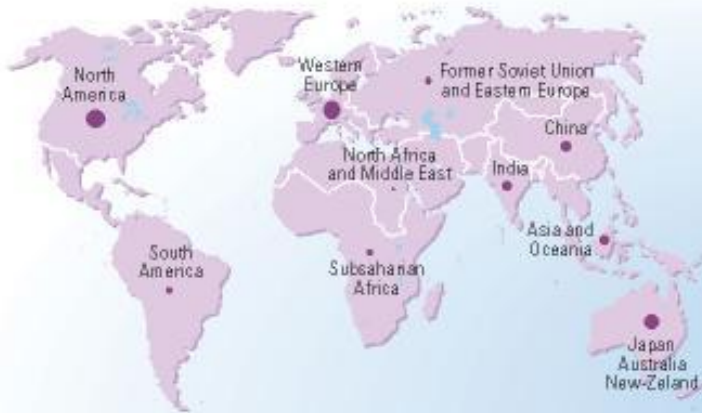 North
America
Western
Europe
Former Soviet Union
and Eastern Europe
China
North Africa
and Middle East
India
Asia and
Oceania
South
America
Subsaharian
Africa
Japan
Australia
New-Zeland